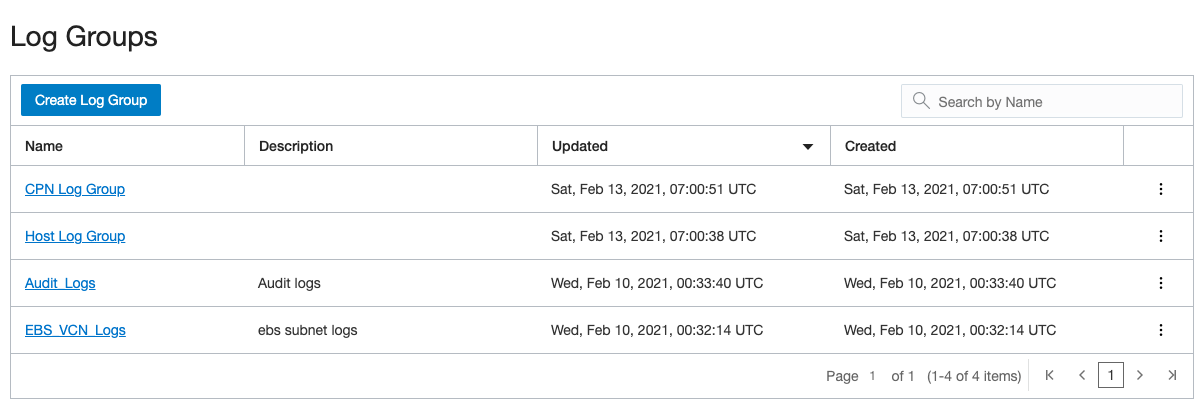 Log Groups
Create Log Group
Search by Name
Name Description Updated Created
CPN Log Group Sat, Feb 13, 2021, 07:00:51 UTC Sat, Feb 13, 2021, 07:00:51 UTC
Host Log Group Sat, Feb 13, 2021, 07:00:38 UTC Sat, Feb 13, 2021, 07:00:38 UTC
Audit_Logs Audit logs Wed, Feb 10, 2021, 00:33:40 UTC Wed, Feb 10, 2021, 00:33:40 UTC
EBS_VCN_Logs ebs subnet logs Wed, Feb 10, 2021, 00:32:14 UTC Wed, Feb 10, 2021, 00:32:14 UTC
Page 1 of 1 (1-4 of 4 items) 1